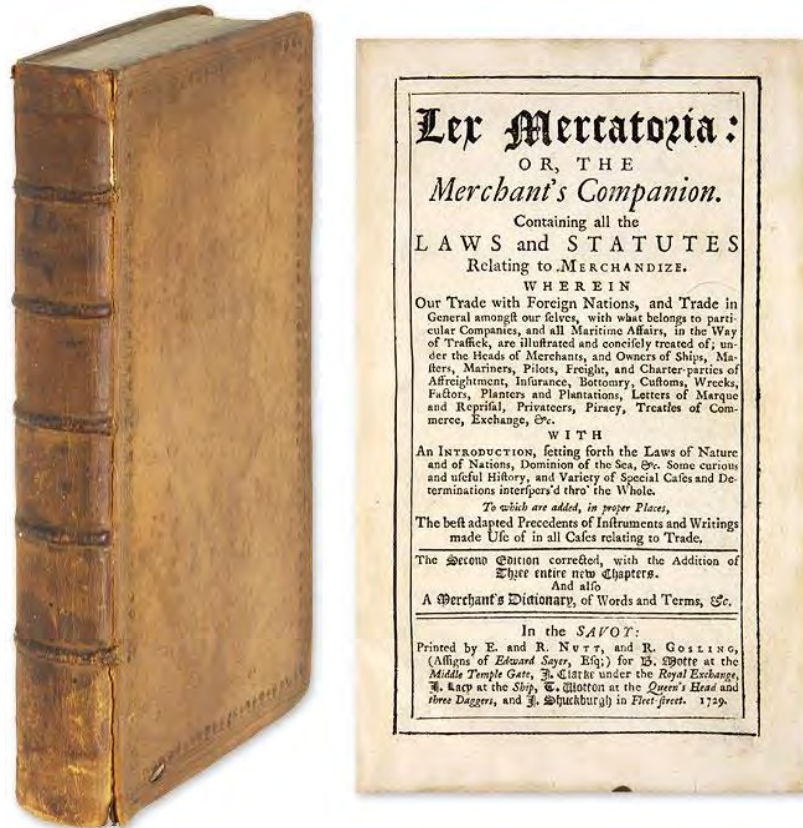 Lex Mercatoria:
OR, THE
Merchant's Companion.
Containing all the
LAWS and STATUTES
Relating to MERCHANDIZE.
WHEREIN
Our Trade with Foreign Nations, and Trade in
General amongſt our ſelves, with what belongs to parti-
cular Companies, and all Maritime Affairs, in the Way
of Traffick, are illuſtrated and conciſely treated of; un-
der the Heads of Merchants, and Owners of Ships, Ma-
ſters, Mariners, Pilots, Freight, and Charter-parties of
Affreightment, Inſurance, Bottomry, Cuſtoms, Wrecks,
Factors, Planters and Plantations, Letters of Marque
and Repriſal, Privateers, Piracy, Treaties of Com-
merce, Exchange, &c.
WITH
An INTRODUCTION, ſetting forth the Laws of Nature
and of Nations, Dominion of the Sea, &c. Some curious
and uſeful Hiſtory, and Variety of Special Caſes and De-
terminations interſpers'd thro' the Whole.
To which are added, in proper Places,
The beſt adapted Precedents of Inſtruments and Writings
made Uſe of in all Caſes relating to Trade.
The Second Edition corrected, with the Addition of
Three entire new Chapters.
And alſo
A Merchant's Dictionary, of Words and Terms, &c.
In the SAVOY:
Printed by E. and R. NUTT, and R. GOSLING,
(Aſſigns of Edward Sayer, Eſq;) for B. Motte at the
Middle Temple Gate, J. Clarke under the Royal Exchange,
J. Lacy at the Ship, T. Wotton at the Queen's Head and
three Daggers, and J. Shuckburgh in Fleet-ſtreet. 1729.